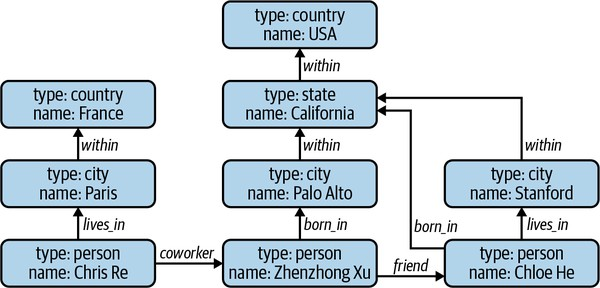 type: country
name: USA
within
type: country
name: France
type: state
name: California
within
within
within
type: city
name: Paris
type: city
name: Palo Alto
type: city
name: Stanford
lives_in
born_in
born_in
lives_in
type: person
name: Chris Re
coworker
type: person
name: Zhenzhong Xu
friend
type: person
name: Chloe He